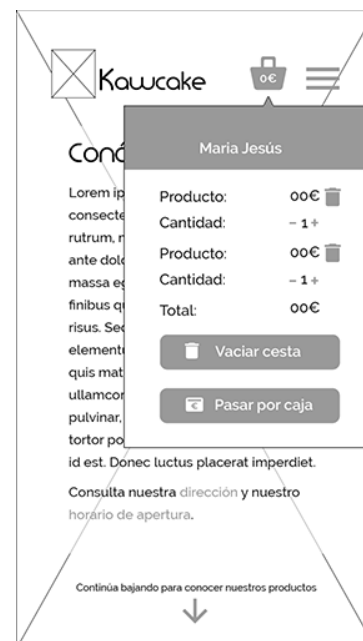 Kawcake
0€
Conó
Maria Jesús
Lorem ip
consecte
rutrum, n
ante dolo
massa eg
finibus qu
risus. Sed
elementu
quis mat
ullamcor
pulvinar,
tortor po
Producto: 00€
Cantidad: - 1 +
Producto: 00€
Cantidad: - 1 +
Total: 00€
Vaciar cesta
€ Pasar por caja
id est. Donec luctus placerat imperdiet.
Consulta nuestra dirección y nuestro
horario de apertura.
Continúa bajando para conocer nuestros productos